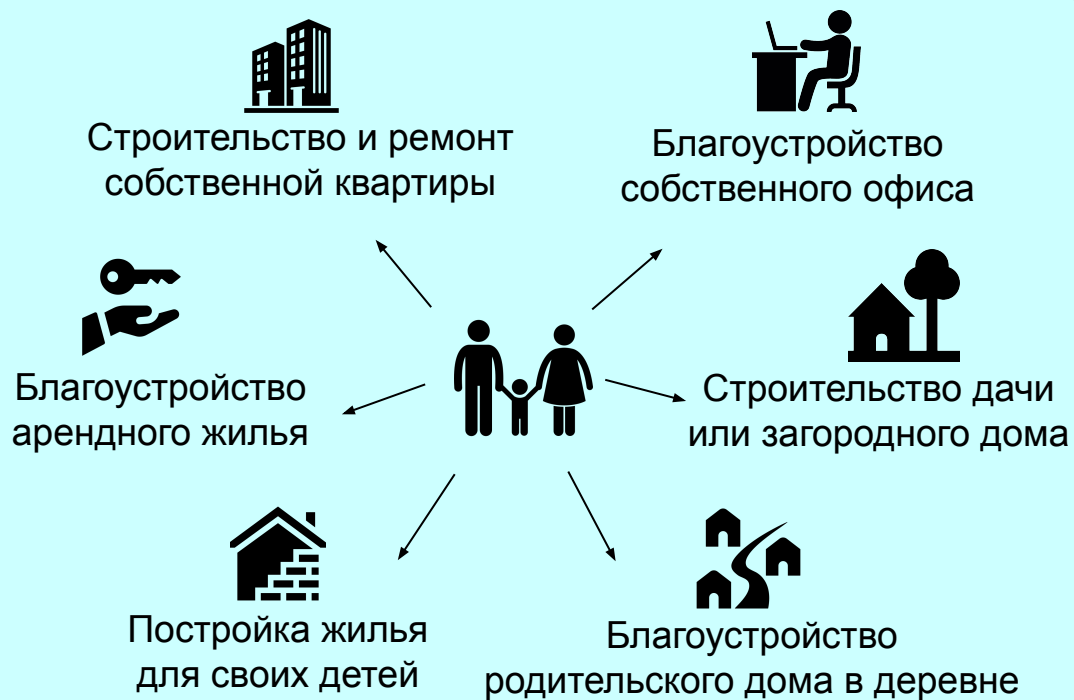 Строительство и ремонт
собственной квартиры
Благоустройство
собственного офиса
Благоустройство
арендного жилья
Строительство дачи
или загородного дома
Постройка жилья
для своих детей
Благоустройство
родительского дома в деревне